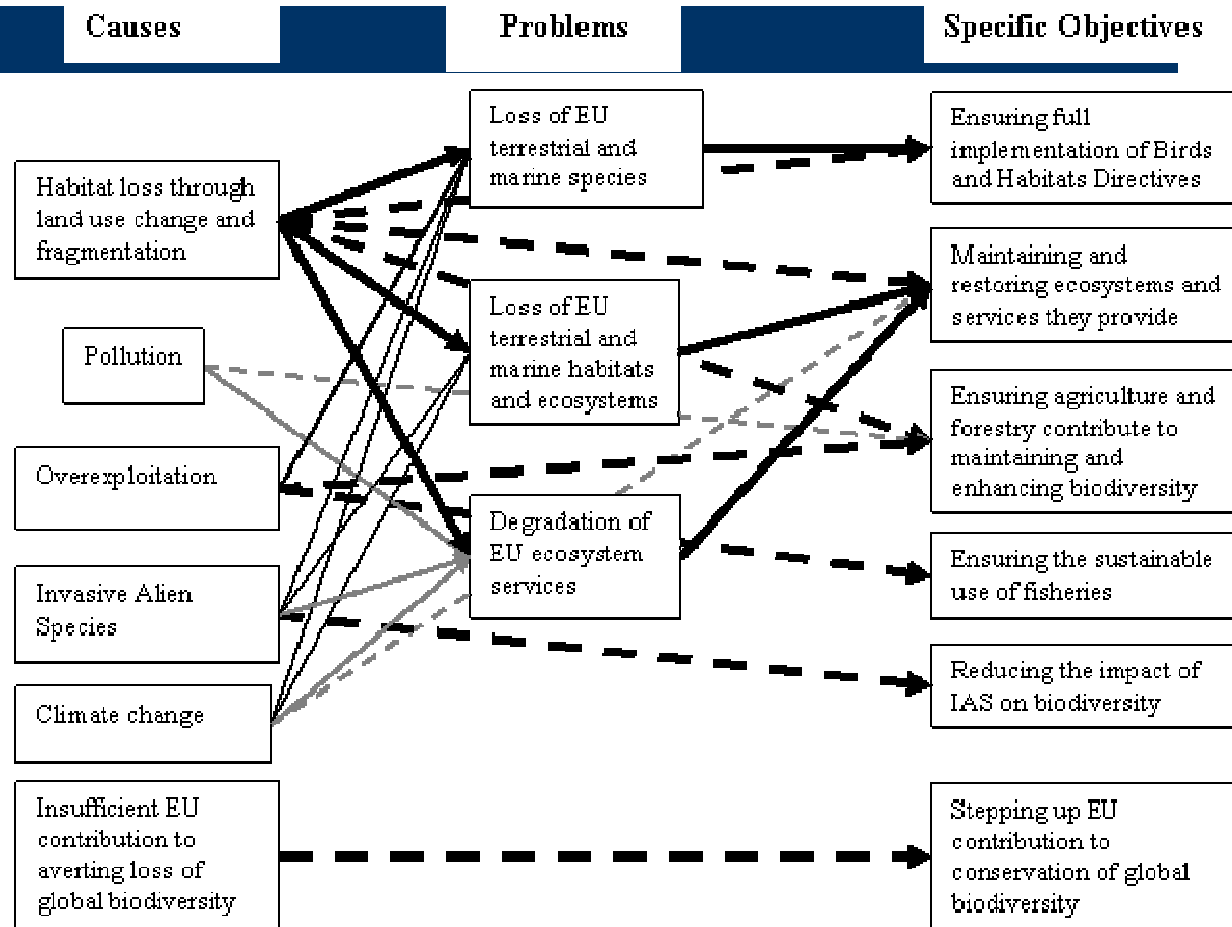 Causes
Problems
Specific Objectives
Habitat loss through
land use change and
fragmentation
Pollution
Overexploitation
Invasive Alien
Species
Climate change
Insufficient EU
contribution to
averting loss of
global biodiversity
Loss of EU
terrestrial and
marine species
Loss of EU
terrestrial and
marine habitats
and ecosystems
Degradation of
EU ecosystem
services
Ensuring full
implementation of Birds
and Habitats Directives
Maintaining and
restoring ecosystems and
services they provide
Ensuring agriculture and
forestry contribute to
maintaining and
enhancing biodiversity
Ensuring the sustainable
use of fisheries
Reducing the impact of
IAS on biodiversity
Stepping up EU
contribution to
conservation of global
biodiversity